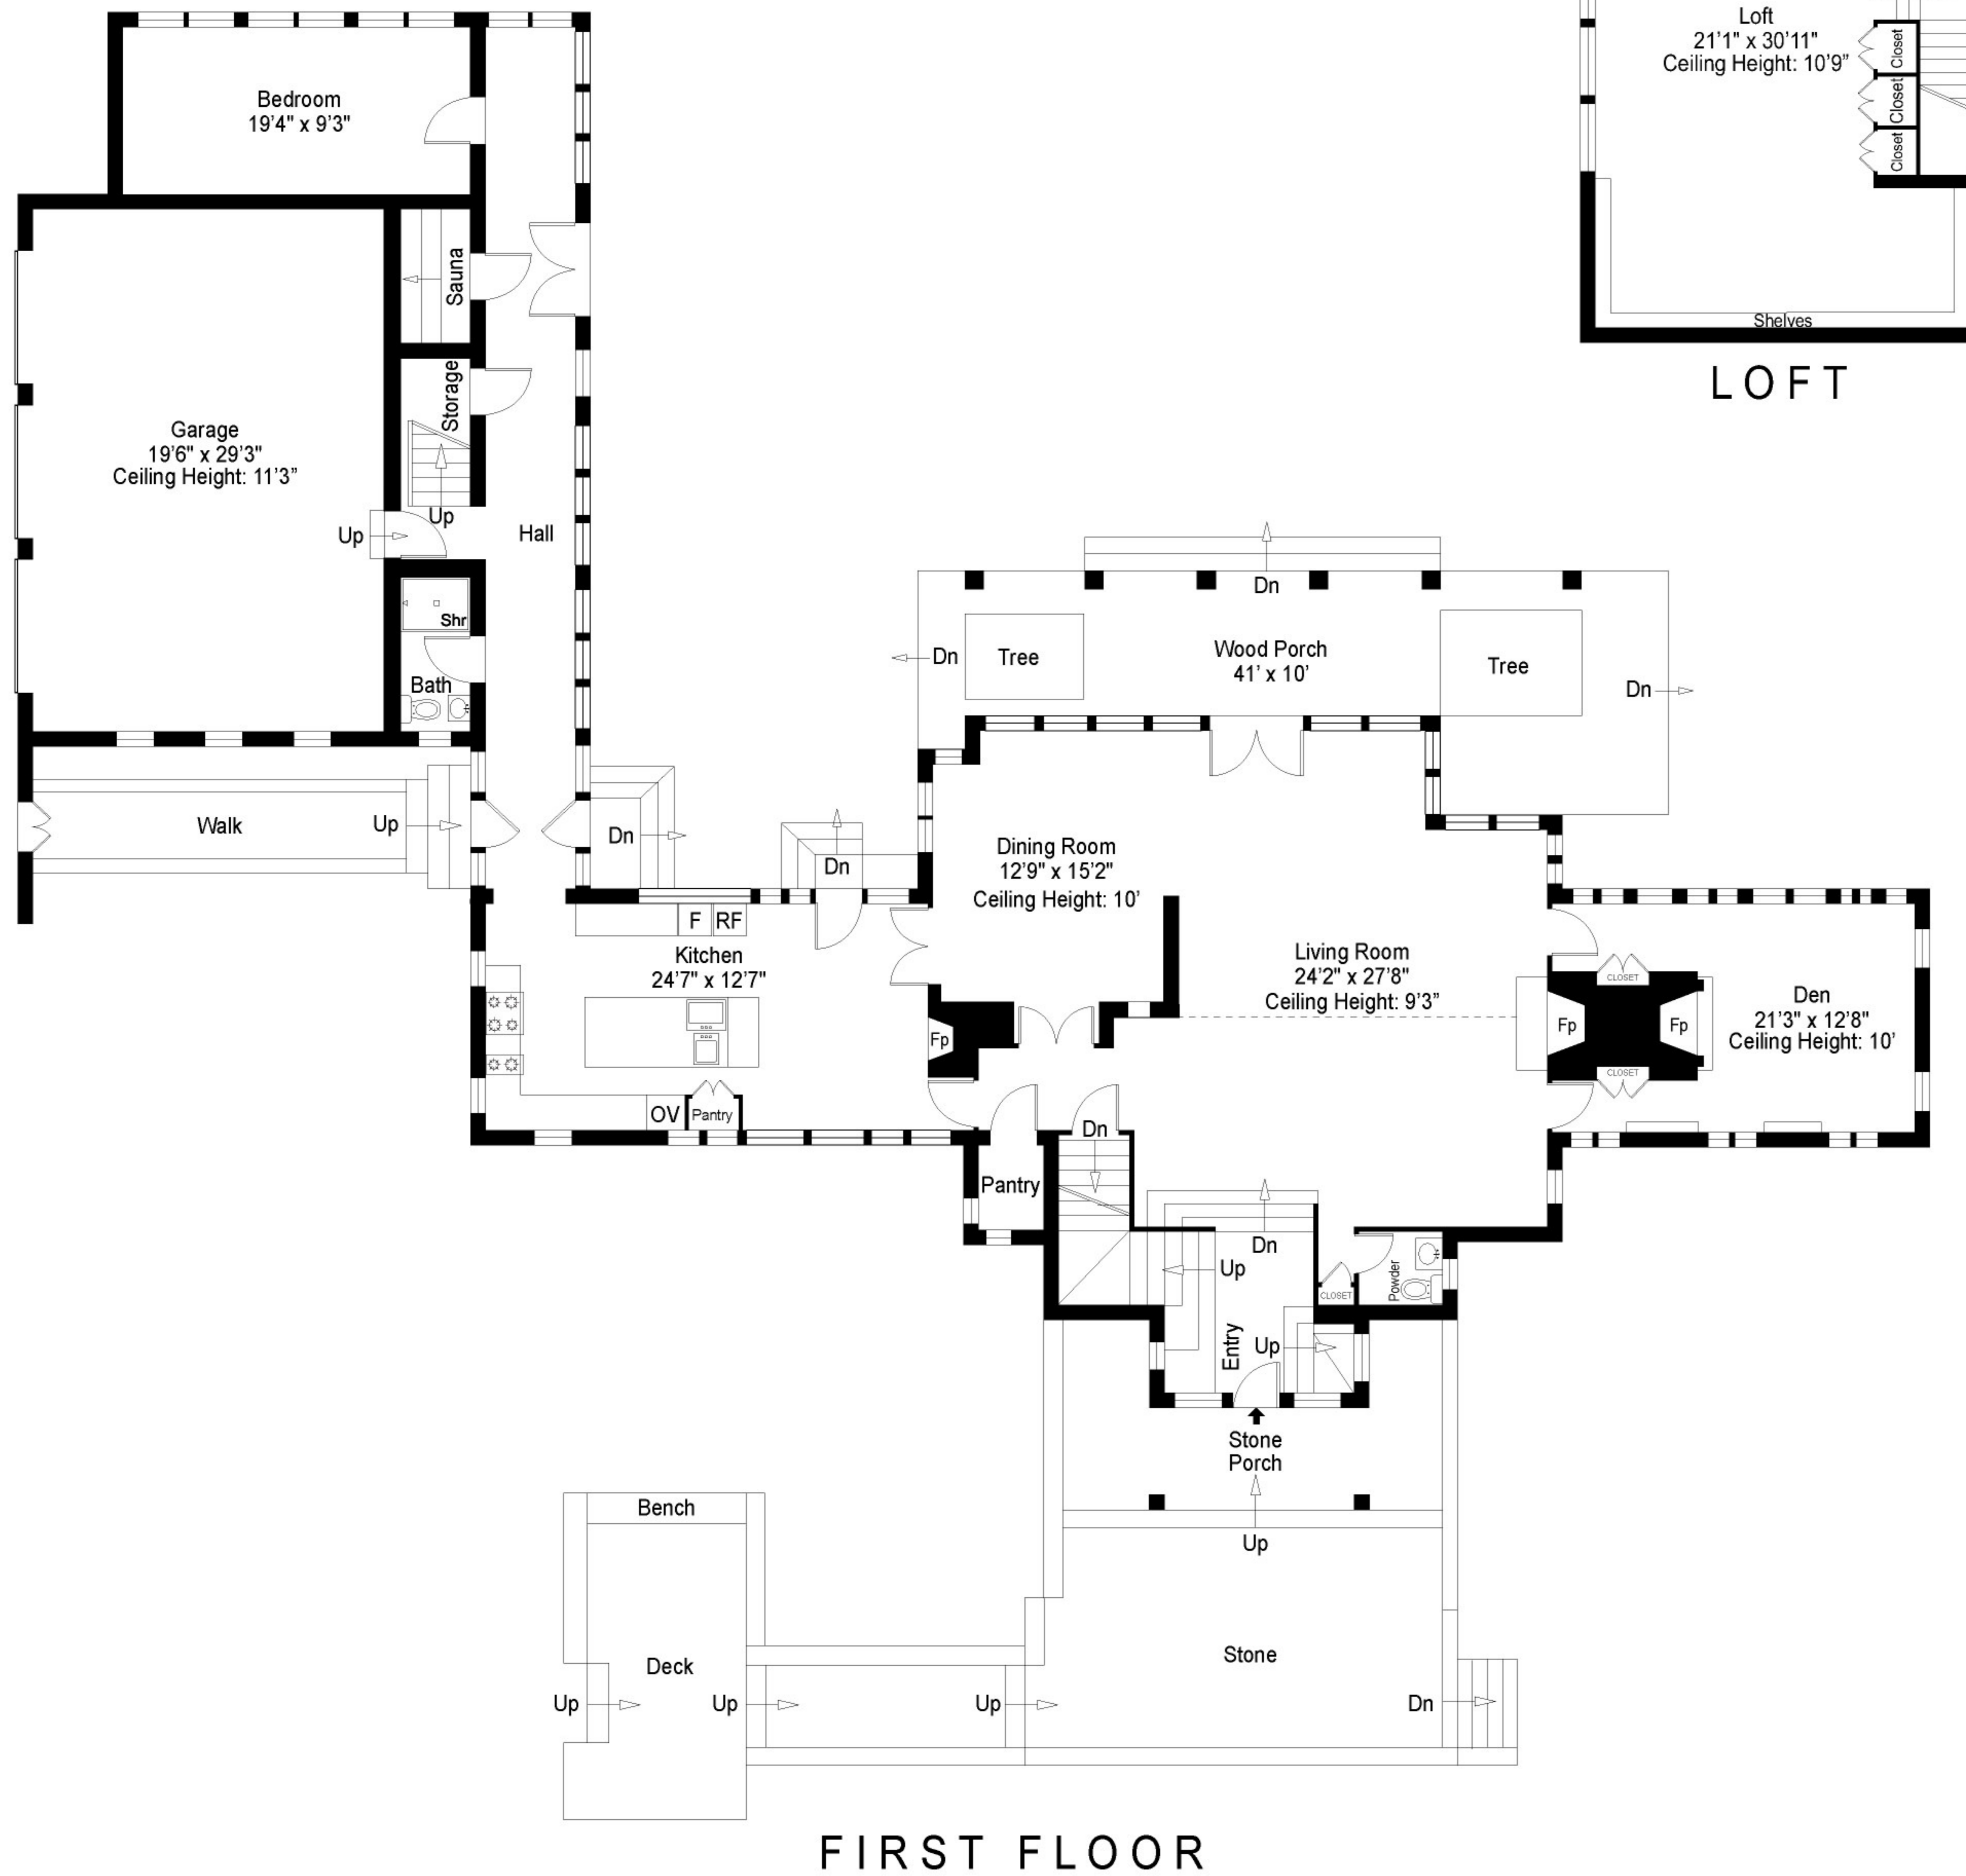 Loft
21'1" x 30'11"
Ceiling Height: 10'9”
Closet
Closet
Closet
Shelves
LOFT
Bedroom
19'4" x 9'3"
Sauna
Storage
Garage
19'6" x 29'3"
Ceiling Height: 11'3”
Up
Up
Hall
Shr
Bath
Walk
Up
Dn
Dn
Dn
Tree
Wood Porch
41' x 10'
Tree
Dn
Dn
Dining Room
12'9" x 15'2"
Ceiling Height: 10'
F
RF
Kitchen
24'7" x 12'7"
Living Room
24'2" x 27'8"
Ceiling Height: 9'3”
CLOSET
Den
21'3" x 12'8"
Ceiling Height: 10'
Fp
Fp
Fp
CLOSET
OV
Pantry
Dn
Pantry
Dn
Up
Powder
CLOSET
Entry
Up
Stone
Porch
Up
Bench
Stone
Deck
Up
Up
Up
Dn
FIRST FLOOR